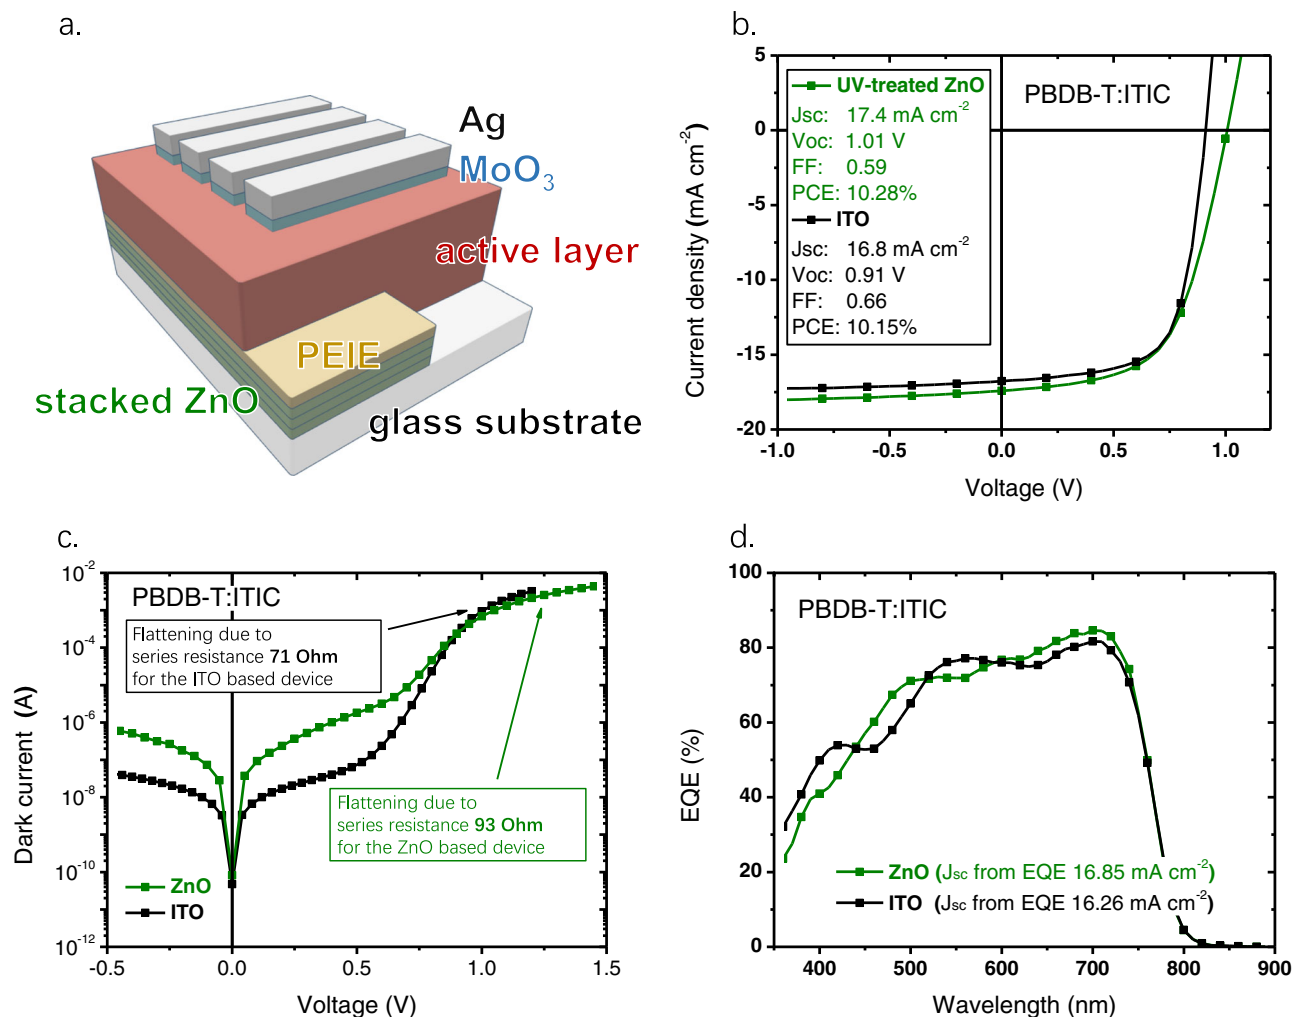 a.
Ag
MoO₃
active layer
PEIE
stacked ZnO
glass substrate
b.
5
0
-5
-10
-15
-20
-1.0
-0.5
0.0
0.5
1.0
Current density (mA cm⁻²)
Voltage (V)
PBDB-T:ITIC
UV-treated ZnO
Jsc: 17.4 mA cm⁻²
Voc: 1.01 V
FF: 0.59
PCE: 10.28%
ITO
Jsc: 16.8 mA cm⁻²
Voc: 0.91 V
FF: 0.66
PCE: 10.15%
c.
10⁻²
10⁻⁴
10⁻⁶
10⁻⁸
10⁻¹⁰
10⁻¹²
-0.5
0.0
0.5
1.0
1.5
Dark current (A)
Voltage (V)
PBDB-T:ITIC
Flattening due to
series resistance 71 Ohm
for the ITO based device
Flattening due to
series resistance 93 Ohm
for the ZnO based device
ZnO
ITO
d.
100
80
60
40
20
0
400
500
600
700
800
900
EQE (%)
Wavelength (nm)
PBDB-T:ITIC
ZnO (Jsc from EQE 16.85 mA cm⁻²)
ITO (Jsc from EQE 16.26 mA cm⁻²)